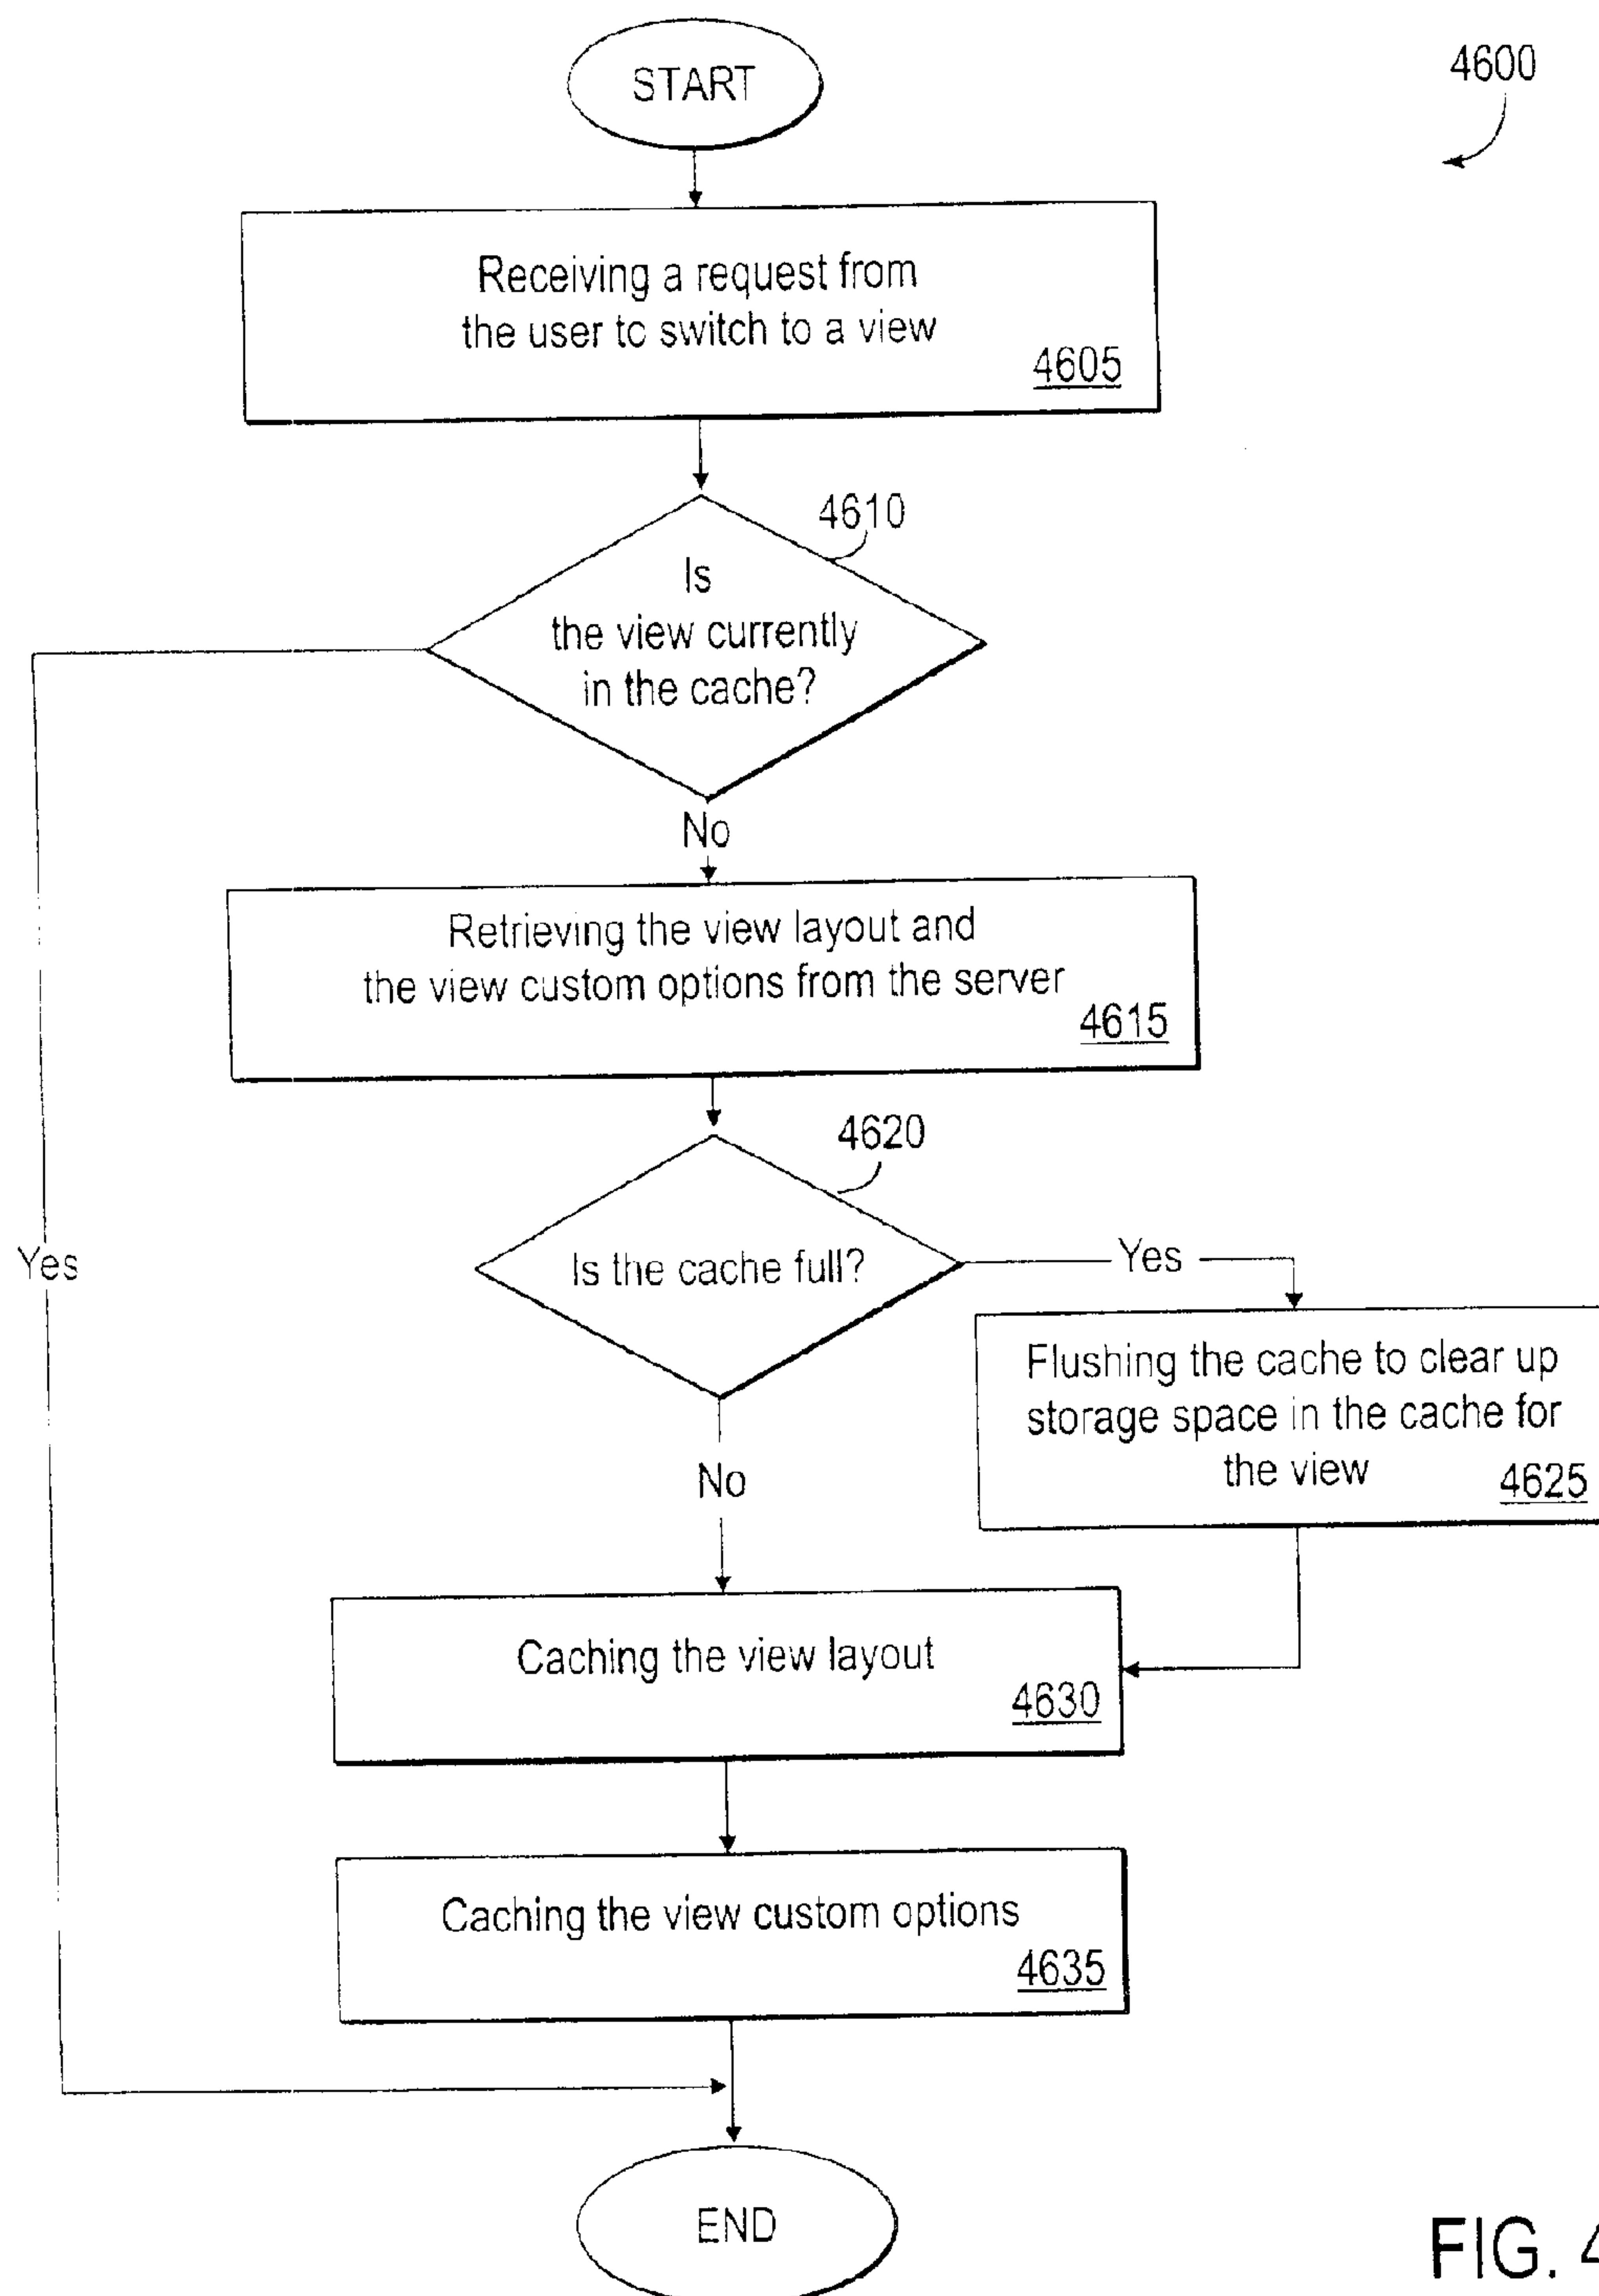 START
4600
Receiving a request from
the user to switch to a view
4605
4610
Is
the view currently
in the cache?
No
Retrieving the view layout and
the view custom options from the server
4615
4620
Is the cache full?
Yes
Yes
Flushing the cache to clear up
storage space in the cache for
the view
4625
No
Caching the view layout
4630
Caching the view custom options
4635
END
FIG. 4